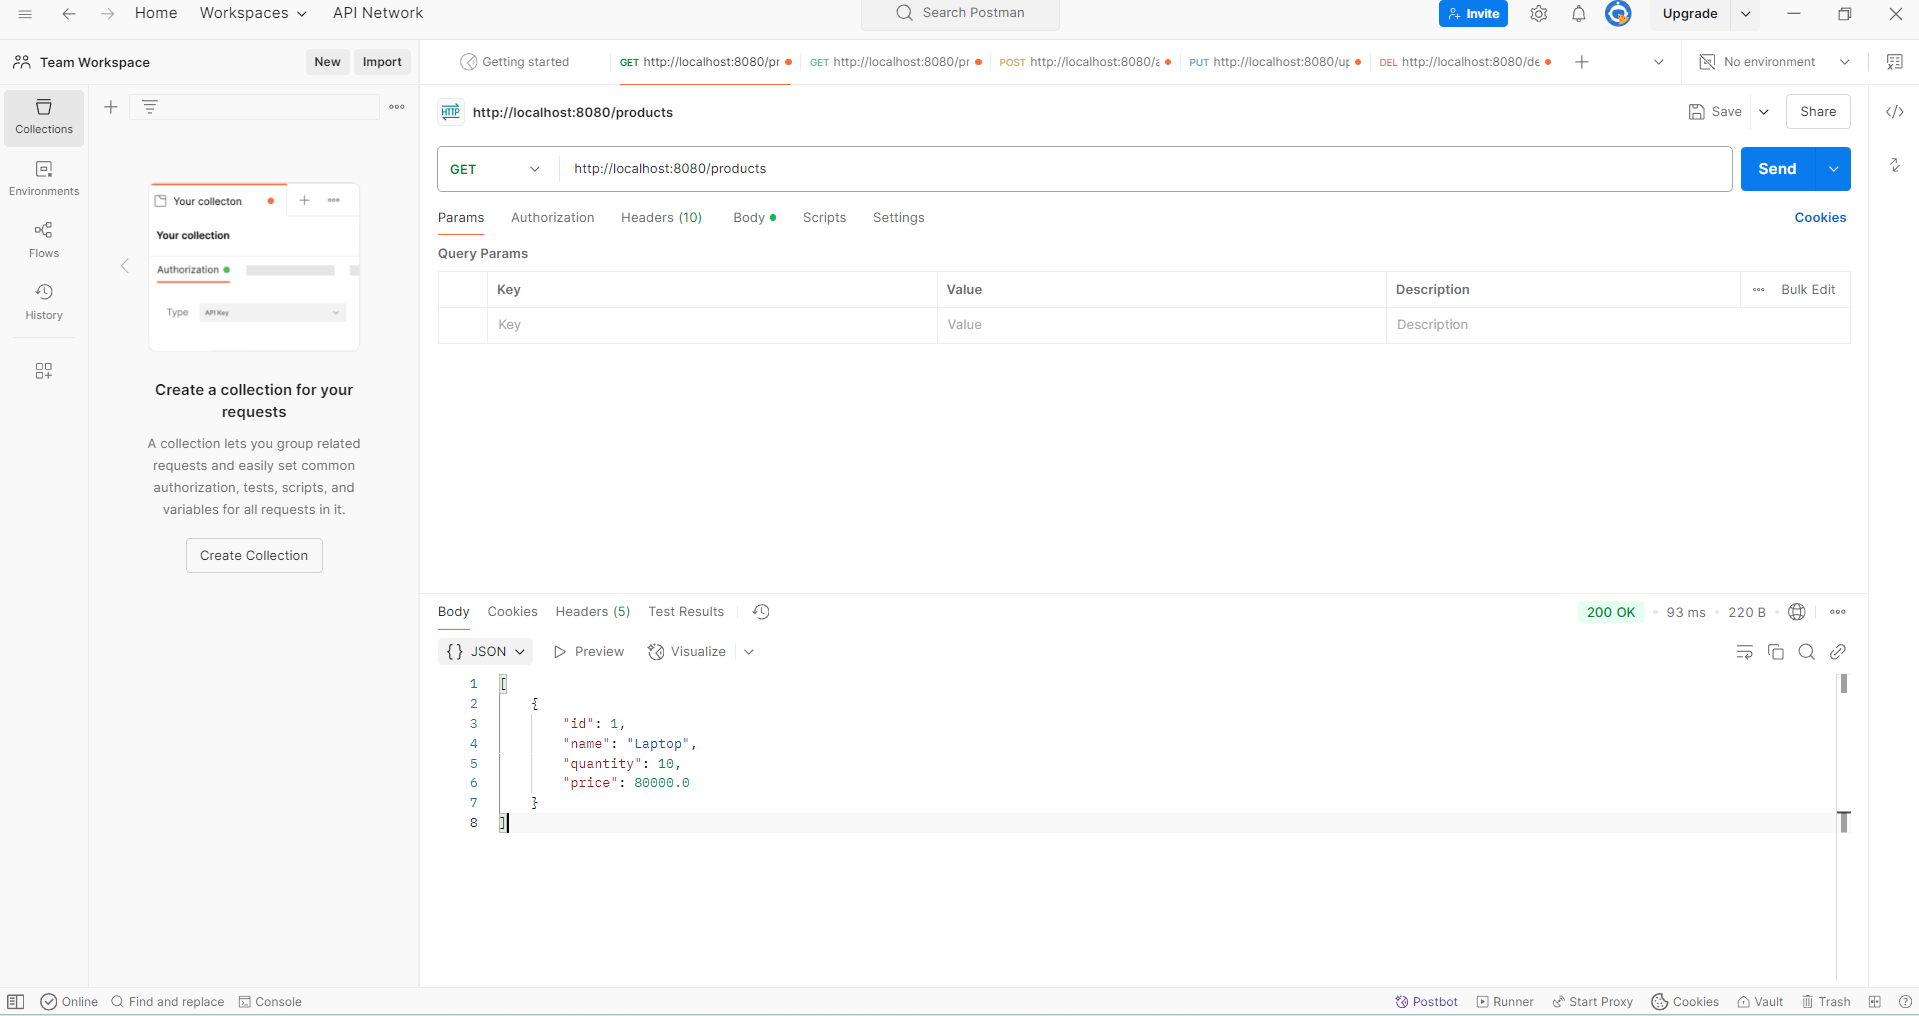 Home Workspaces API Network Search Postman Invite Upgrade
Team Workspace New Import
Getting started GET http://localhost:8080/pr GET http://localhost:8080/pr POST http://localhost:8080/a PUT http://localhost:8080/up DEL http://localhost:8080/de No environment
Collections
Environments
Flows
History
Your collecton
Your collection
Authorization
Type API Key
Create a collection for your
requests
A collection lets you group related
requests and easily set common
authorization, tests, scripts, and
variables for all requests in it.
Create Collection
HTTP http://localhost:8080/products Save Share
GET http://localhost:8080/products Send
Params Authorization Headers (10) Body Scripts Settings Cookies
Query Params
Key Value Description Bulk Edit
Key Value Description
Body Cookies Headers (5) Test Results 200 OK 93 ms 220 B
{} JSON Preview Visualize
1 [
2 {
3 "id": 1,
4 "name": "Laptop",
5 "quantity": 10,
6 "price": 80000.0
7 }
8 ]
Online Find and replace Console Postbot Runner Start Proxy Cookies Vault Trash